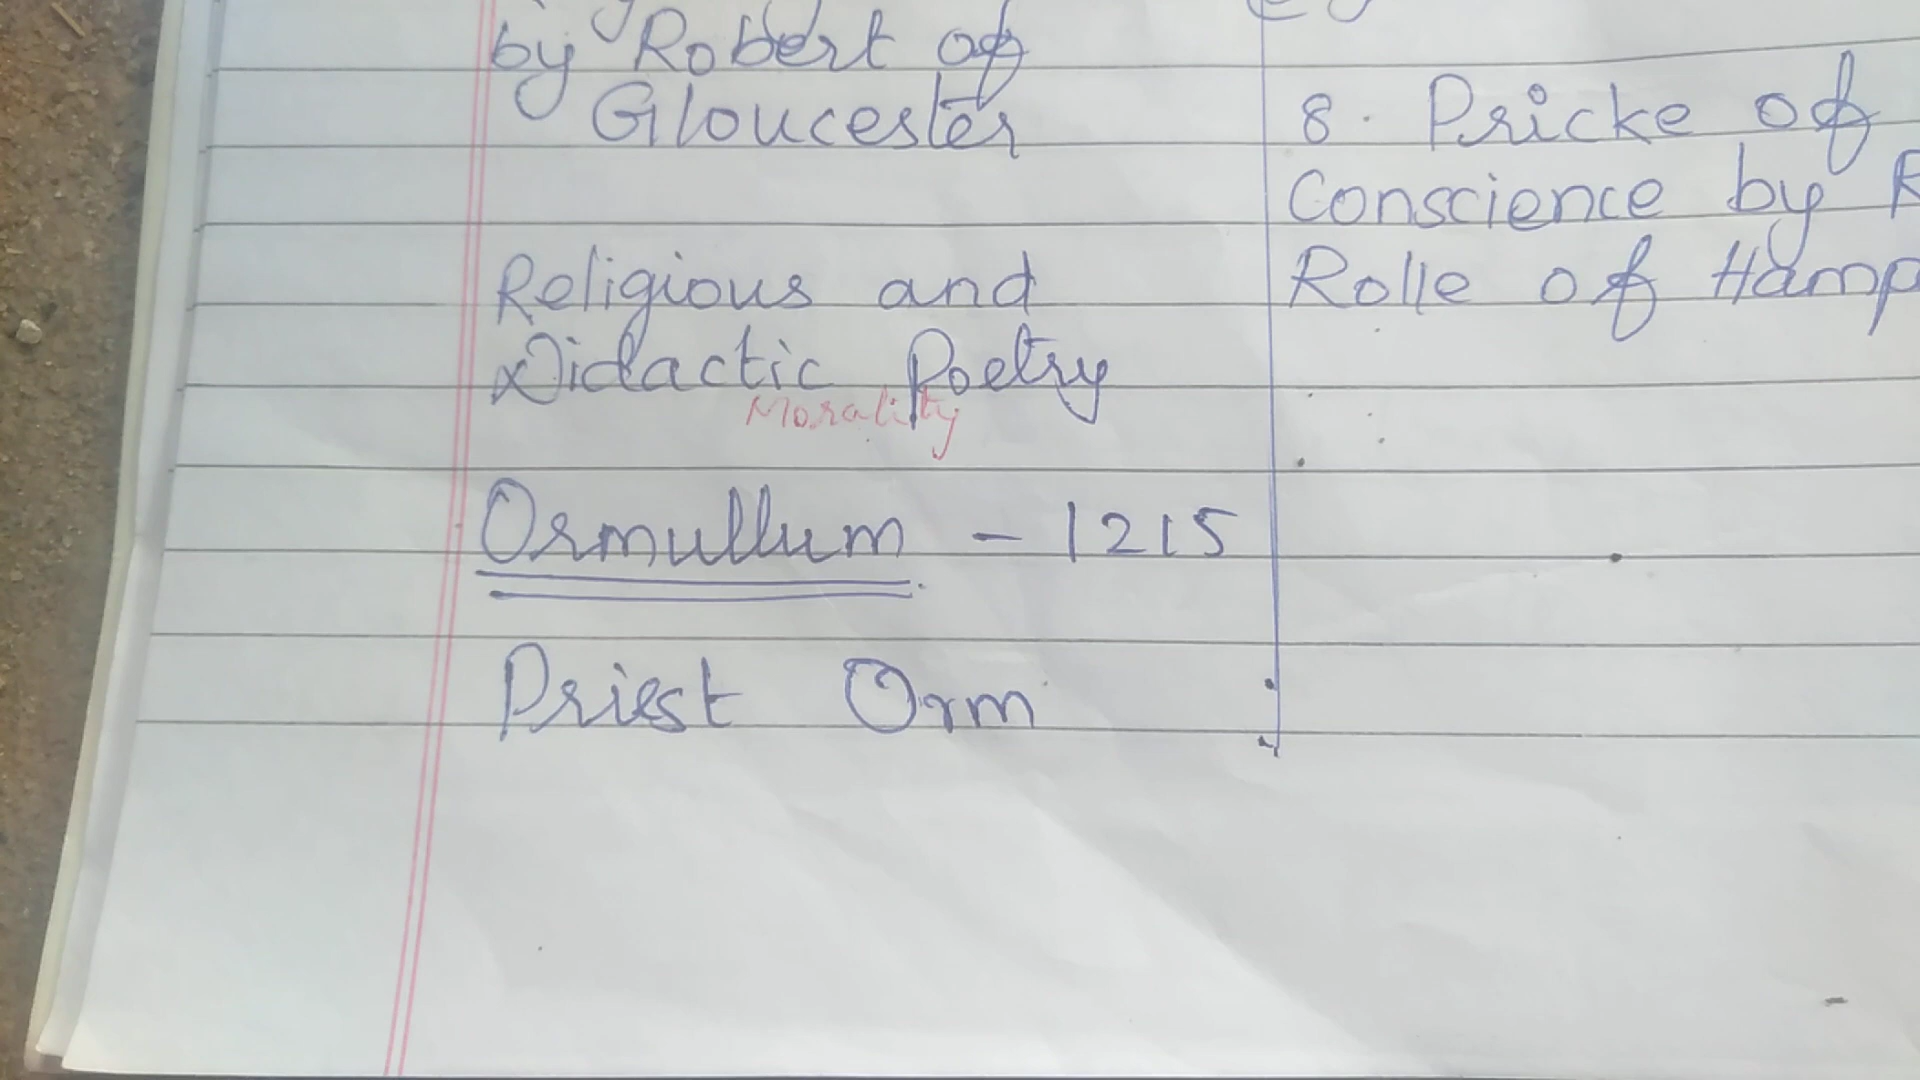 by Robert of
Gloucester
Religious and
Didactic Poetry
Morality
Ormullum - 1215
Priest Orm
8. Pricke of
Conscience by R
Rolle of Hamp